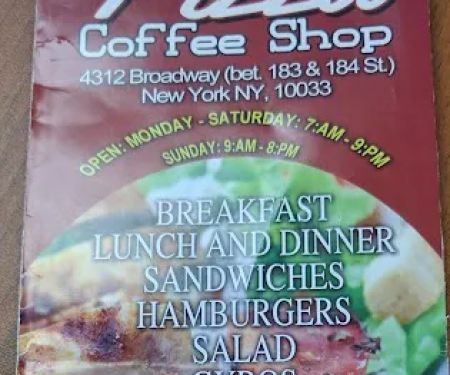 Coffee Shop
4312 Broadway (bet. 183 & 184 St.)
New York NY, 10033
OPEN: MONDAY - SATURDAY: 7:AM - 9:PM
SUNDAY: 9:AM - 8:PM
BREAKFAST
LUNCH AND DINNER
SANDWICHES
HAMBURGERS
SALAD
GYROS